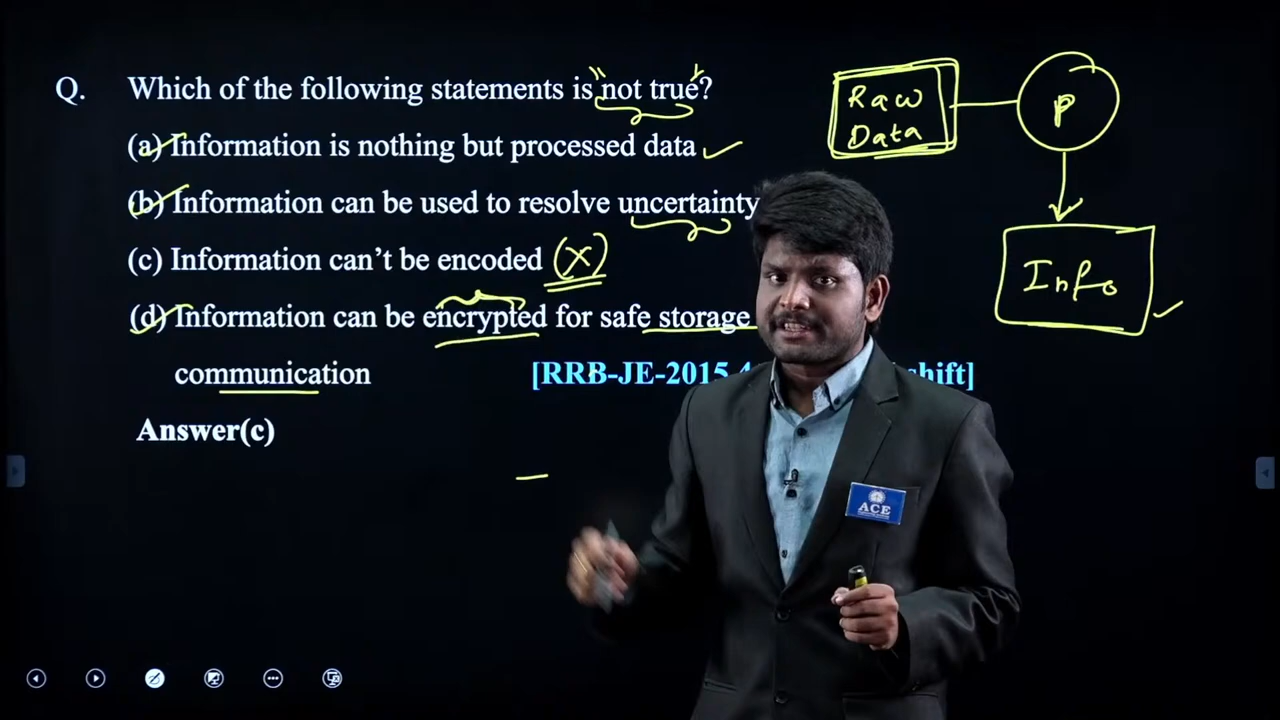 Q. Which of the following statements is not true?
(a) Information is nothing but processed data
(b) Information can be used to resolve uncertainty
(c) Information can't be encoded (X)
(d) Information can be encrypted for safe storage
communication [RRB-JE-2015 shift]
Answer(c)
Raw
Data
P
Info
ACE